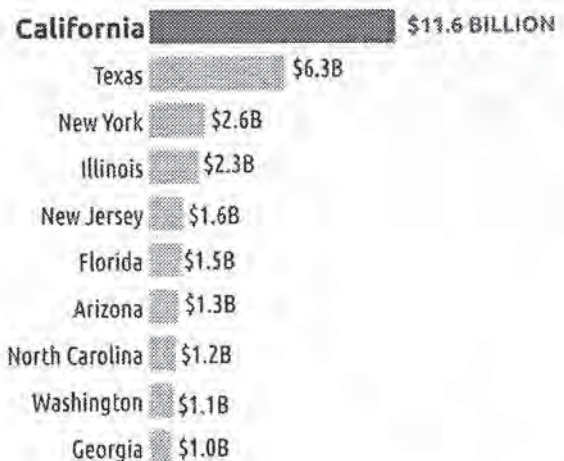 California $11.6 BILLION
Texas $6.3B
New York $2.6B
Illinois $2.3B
New Jersey $1.6B
Florida $1.5B
Arizona $1.3B
North Carolina $1.2B
Washington $1.1B
Georgia $1.0B